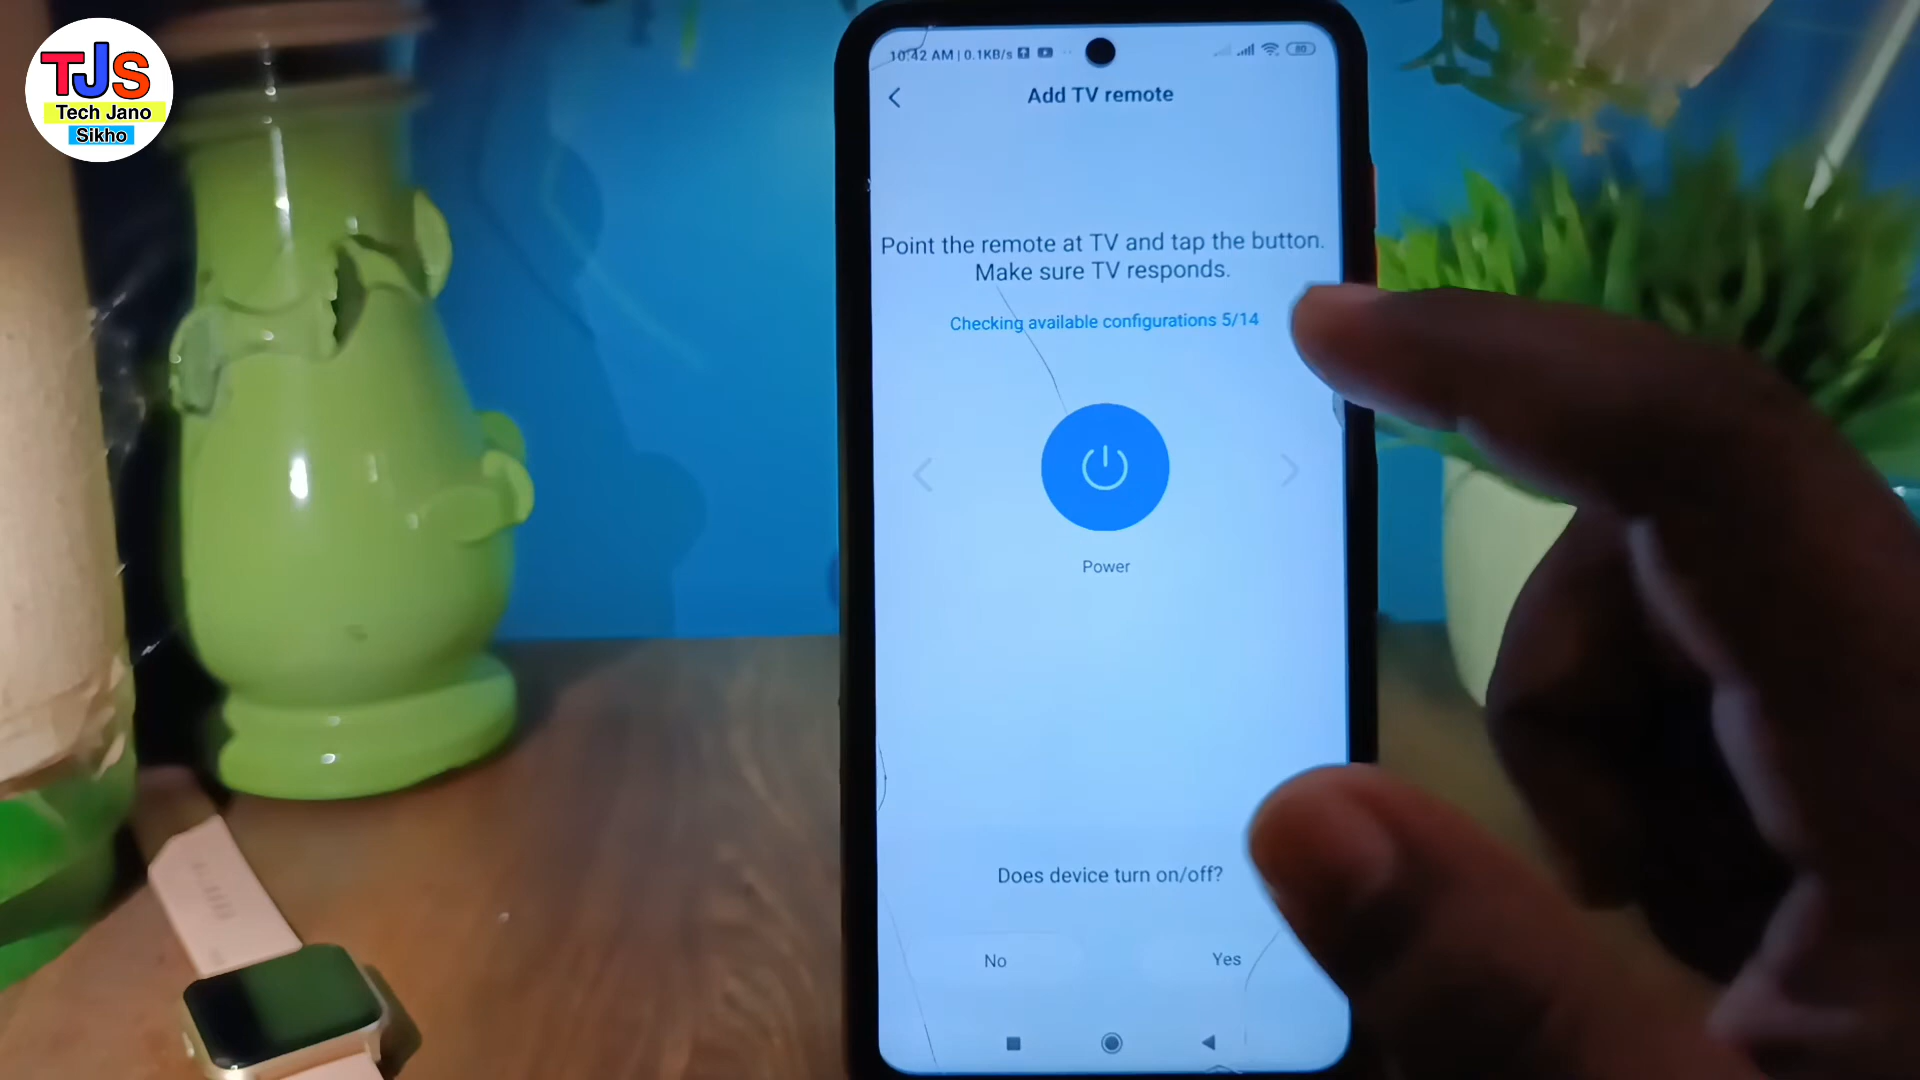 TJS
Tech Jano
Sikho
10:42 AM | 0.1KB/s
80
Add TV remote
Point the remote at TV and tap the button.
Make sure TV responds.
Checking available configurations 5/14
Power
Does device turn on/off?
No
Yes